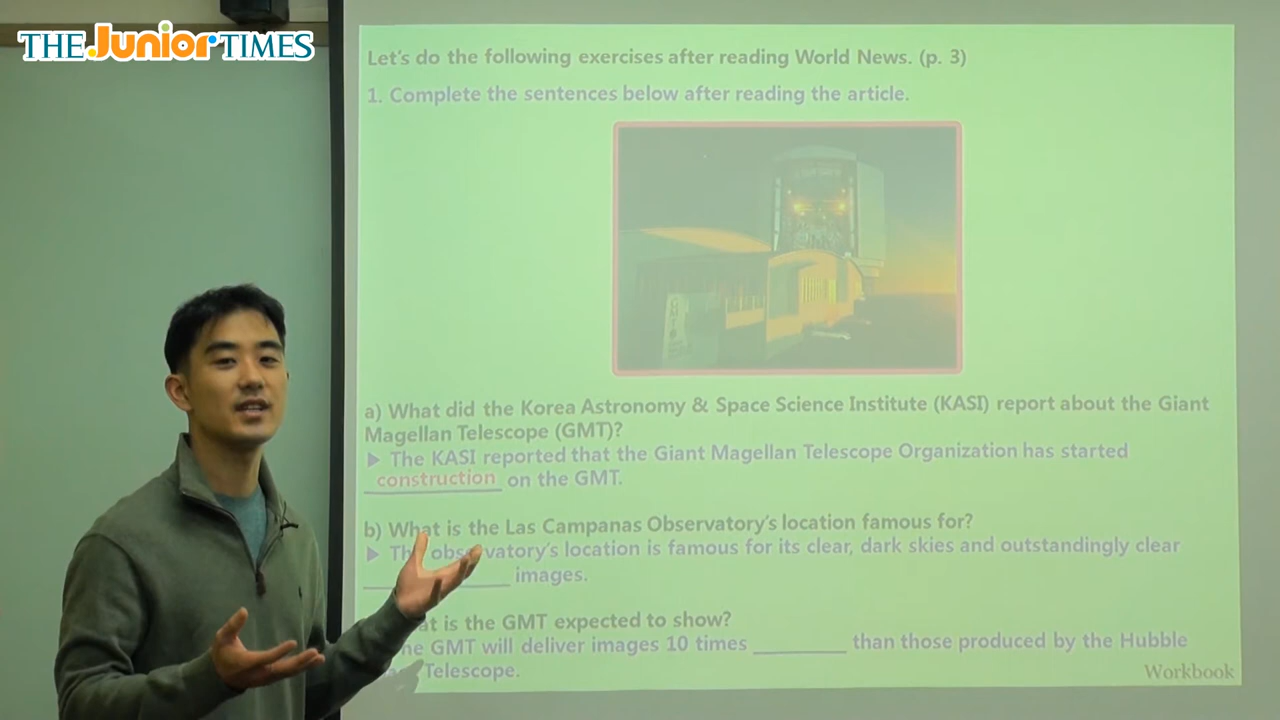 THE Junior TIMES
Let's do the following exercises after reading World News. (p. 3)
1. Complete the sentences below after reading the article.
a) What did the Korea Astronomy & Space Science Institute (KASI) report about the Giant
Magellan Telescope (GMT)?
▶ The KASI reported that the Giant Magellan Telescope Organization has started
construction on the GMT.
b) What is the Las Campanas Observatory's location famous for?
▶ The observatory's location is famous for its clear, dark skies and outstandingly clear
__________ images.
is the GMT expected to show?
GMT will deliver images 10 times ________ than those produced by the Hubble
Telescope.
Workbook